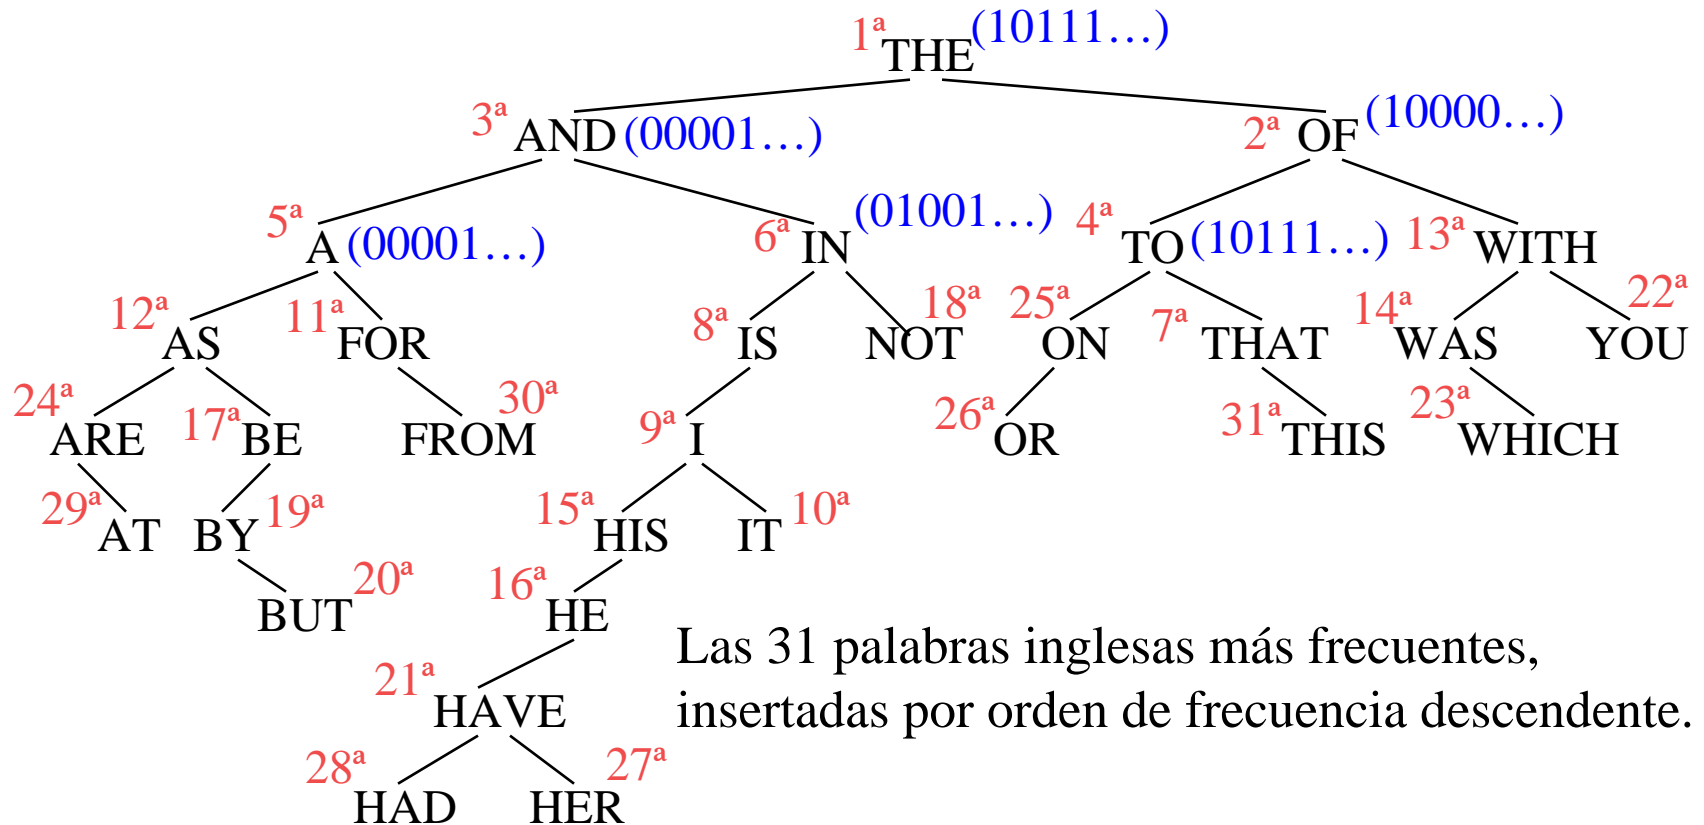 1ª THE (10111…)
3ª AND (00001…) 2ª OF (10000…)
5ª A (00001…) 6ª IN (01001…) 4ª TO (10111…) 13ª WITH
12ª AS 11ª FOR 8ª IS 18ª NOT 25ª ON 7ª THAT 14ª WAS 22ª YOU
24ª ARE 17ª BE 30ª FROM 9ª I 26ª OR 31ª THIS 23ª WHICH
29ª AT BY 19ª 15ª HIS IT 10ª
BUT 20ª 16ª HE
21ª HAVE
28ª HAD HER 27ª
Las 31 palabras inglesas más frecuentes,
insertadas por orden de frecuencia descendente.